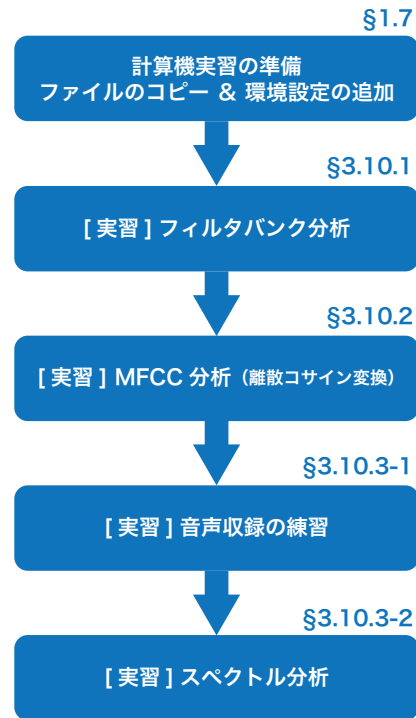 §1.7
計算機実習の準備
ファイルのコピー & 環境設定の追加
§3.10.1
[ 実習 ] フィルタバンク分析
§3.10.2
[ 実習 ] MFCC 分析（離散コサイン変換）
§3.10.3-1
[ 実習 ] 音声収録の練習
§3.10.3-2
[ 実習 ] スペクトル分析